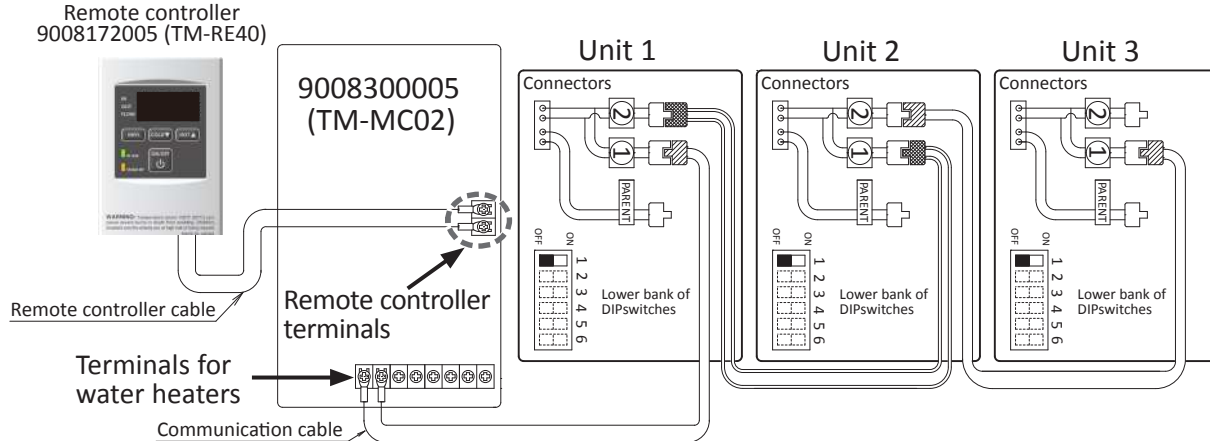 Remote controller
9008172005 (TM-RE40)
9008300005
(TM-MC02)
Remote controller
terminals
Remote controller cable
Terminals for
water heaters
Communication cable
Unit 1
Connectors
2
1
PARENT
OFF
ON
1
2
3
4
5
6
Lower bank of
DIPswitches
Unit 2
Connectors
2
1
PARENT
OFF
ON
1
2
3
4
5
6
Lower bank of
DIPswitches
Unit 3
Connectors
2
1
PARENT
OFF
ON
1
2
3
4
5
6
Lower bank of
DIPswitches
WARNING: